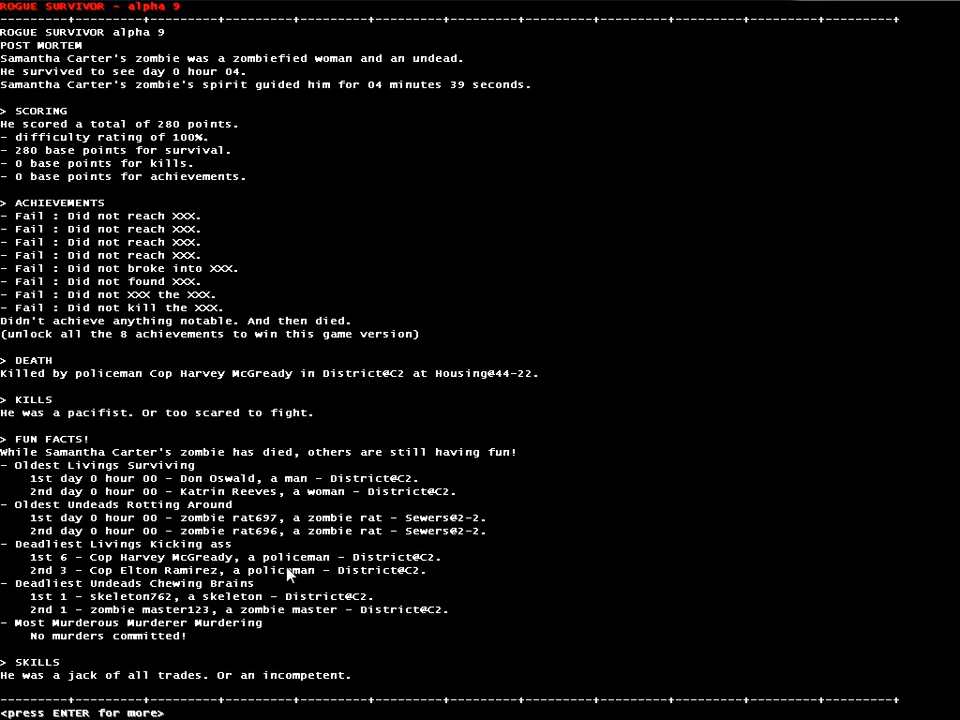 ROGUE SURVIVOR - alpha 9
---------+---------+---------+---------+---------+---------+---------+---------+---------+---------+---------+---------+
ROGUE SURVIVOR alpha 9
POST MORTEM
Samantha Carter's zombie was a zombiefied woman and an undead.
He survived to see day 0 hour 04.
Samantha Carter's zombie's spirit guided him for 04 minutes 39 seconds.
> SCORING
He scored a total of 280 points.
- difficulty rating of 100%.
- 280 base points for survival.
- 0 base points for kills.
- 0 base points for achievements.
> ACHIEVEMENTS
- Fail : Did not reach XXX.
- Fail : Did not reach XXX.
- Fail : Did not reach XXX.
- Fail : Did not reach XXX.
- Fail : Did not broke into XXX.
- Fail : Did not found XXX.
- Fail : Did not XXX the XXX.
- Fail : Did not kill the XXX.
Didn't achieve anything notable. And then died.
(unlock all the 8 achievements to win this game version)
> DEATH
Killed by policeman Cop Harvey McGready in District@C2 at Housing@44-22.
> KILLS
He was a pacifist. Or too scared to fight.
> FUN FACTS!
While Samantha Carter's zombie has died, others are still having fun!
- Oldest Livings Surviving
1st day 0 hour 00 - Don Oswald, a man - District@C2.
2nd day 0 hour 00 - Katrin Reeves, a woman - District@C2.
- Oldest Undeads Rotting Around
1st day 0 hour 00 - zombie rat697, a zombie rat - Sewers@2-2.
2nd day 0 hour 00 - zombie rat696, a zombie rat - Sewers@2-2.
- Deadliest Livings Kicking ass
1st 6 - Cop Harvey McGready, a policeman - District@C2.
2nd 3 - Cop Elton Ramirez, a policeman - District@C2.
- Deadliest Undeads Chewing Brains
1st 1 - skeleton762, a skeleton - District@C2.
2nd 1 - zombie master123, a zombie master - District@C2.
- Most Murderous Murderer Murdering
No murders committed!
> SKILLS
He was a jack of all trades. Or an incompetent.
---------+---------+---------+---------+---------+---------+---------+---------+---------+---------+---------+---------+
<press ENTER for more>